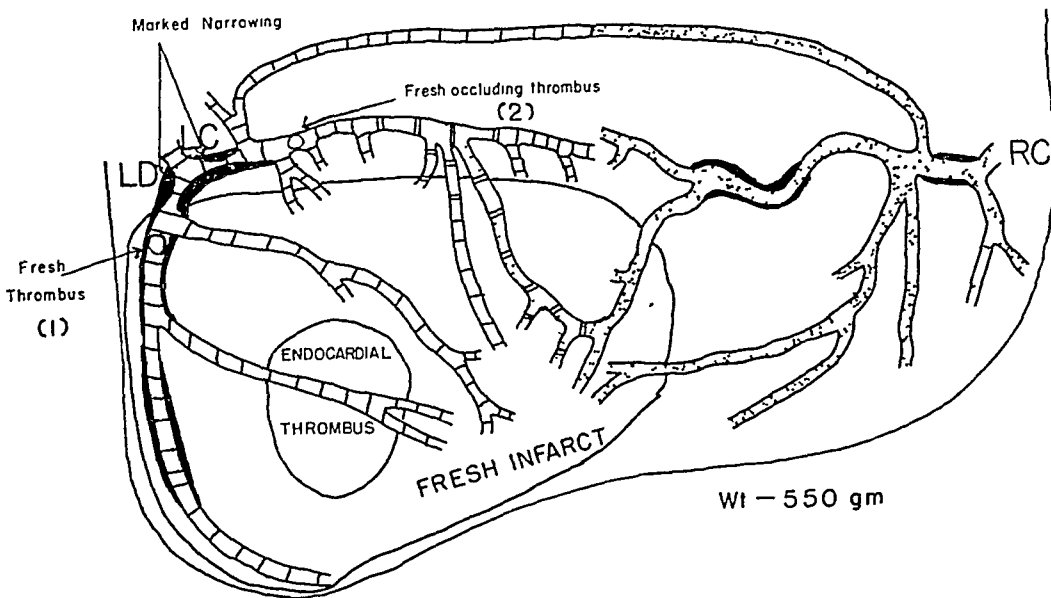 Marked Narrowing
Fresh occluding thrombus
(2)
LC
LD
RC
Fresh
Thrombus
(1)
ENDOCARDIAL
THROMBUS
FRESH INFARCT
Wt – 550 gm